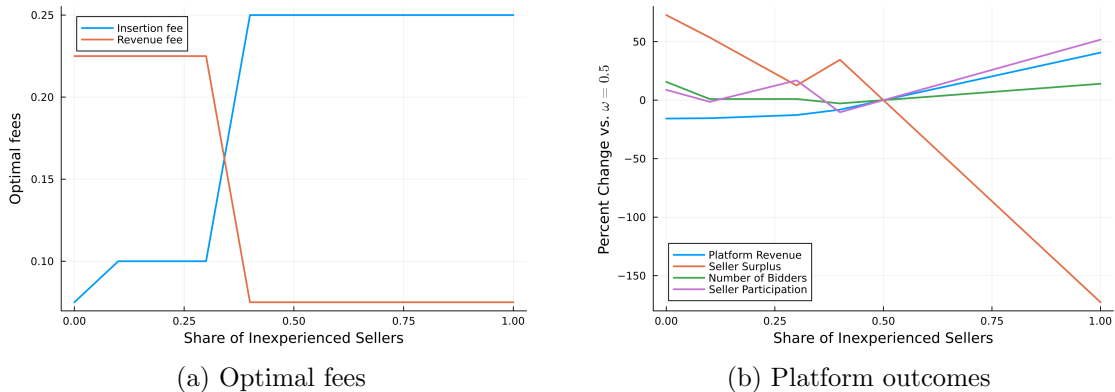 0.25
0.20
0.15
0.10
Optimal fees
Insertion fee
Revenue fee
0.00
0.25
0.50
0.75
1.00
Share of Inexperienced Sellers
(a) Optimal fees
50
0
−50
−100
−150
Percent Change vs. ω = 0.5
Platform Revenue
Seller Surplus
Number of Bidders
Seller Participation
0.00
0.25
0.50
0.75
1.00
Share of Inexperienced Sellers
(b) Platform outcomes